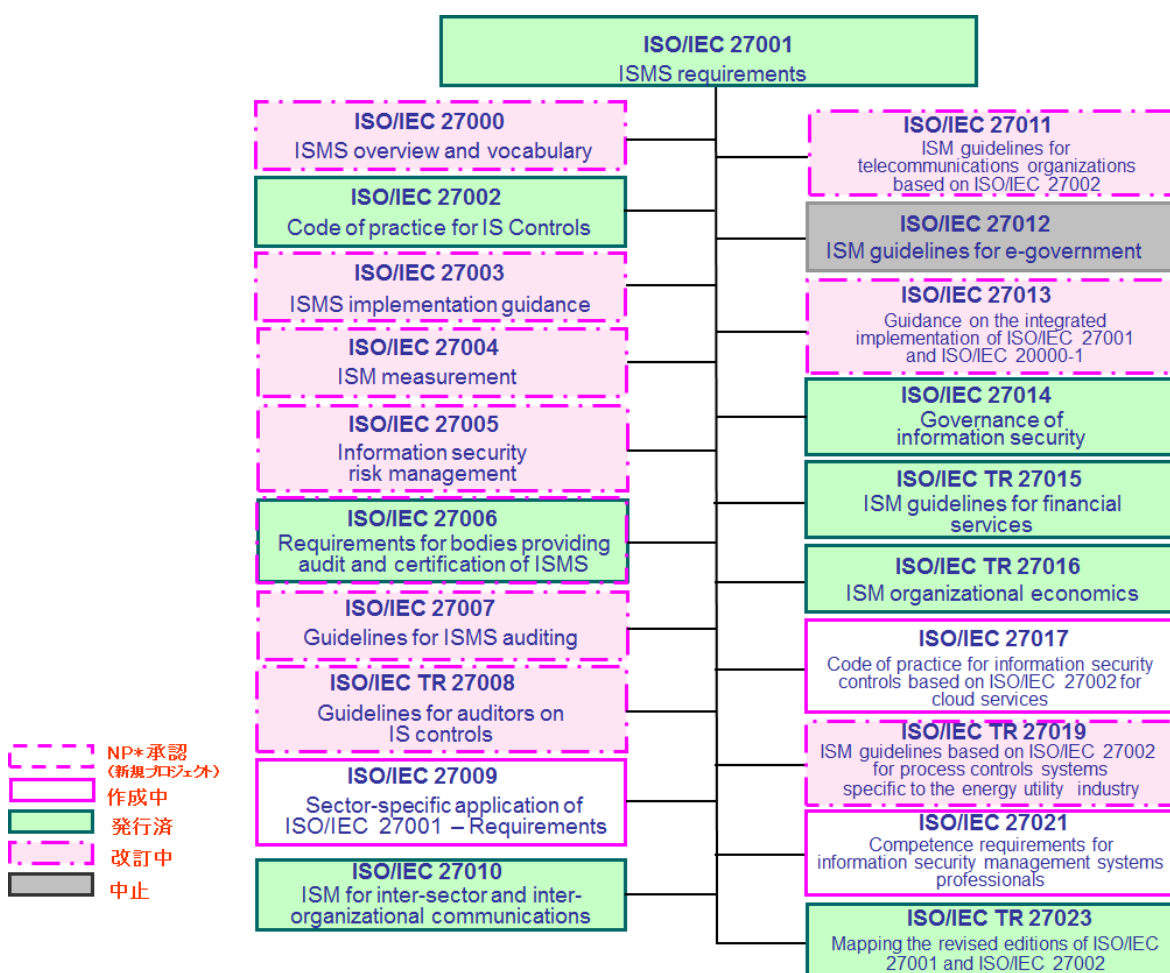 ISO/IEC 27001
ISMS requirements
ISO/IEC 27000
ISMS overview and vocabulary
ISO/IEC 27002
Code of practice for IS Controls
ISO/IEC 27003
ISMS implementation guidance
ISO/IEC 27004
ISM measurement
ISO/IEC 27005
Information security
risk management
ISO/IEC 27006
Requirements for bodies providing
audit and certification of ISMS
ISO/IEC 27007
Guidelines for ISMS auditing
ISO/IEC TR 27008
Guidelines for auditors on
IS controls
ISO/IEC 27009
Sector-specific application of
ISO/IEC 27001 – Requirements
ISO/IEC 27010
ISM for inter-sector and inter-
organizational communications
ISO/IEC 27011
ISM guidelines for
telecommunications organizations
based on ISO/IEC 27002
ISO/IEC 27012
ISM guidelines for e-government
ISO/IEC 27013
Guidance on the integrated
implementation of ISO/IEC 27001
and ISO/IEC 20000-1
ISO/IEC 27014
Governance of
information security
ISO/IEC TR 27015
ISM guidelines for financial
services
ISO/IEC TR 27016
ISM organizational economics
ISO/IEC 27017
Code of practice for information security
controls based on ISO/IEC 27002 for
cloud services
ISO/IEC TR 27019
ISM guidelines based on ISO/IEC 27002
for process controls systems
specific to the energy utility industry
ISO/IEC 27021
Competence requirements for
information security management systems
professionals
ISO/IEC TR 27023
Mapping the revised editions of ISO/IEC
27001 and ISO/IEC 27002
NP*承認
(新規プロジェクト)
作成中
発行済
改訂中
中止